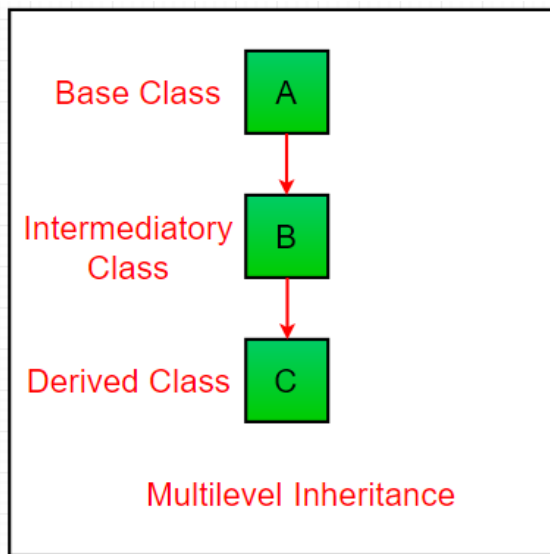 Base Class
A
Intermediatory
Class
B
Derived Class
C
Multilevel Inheritance